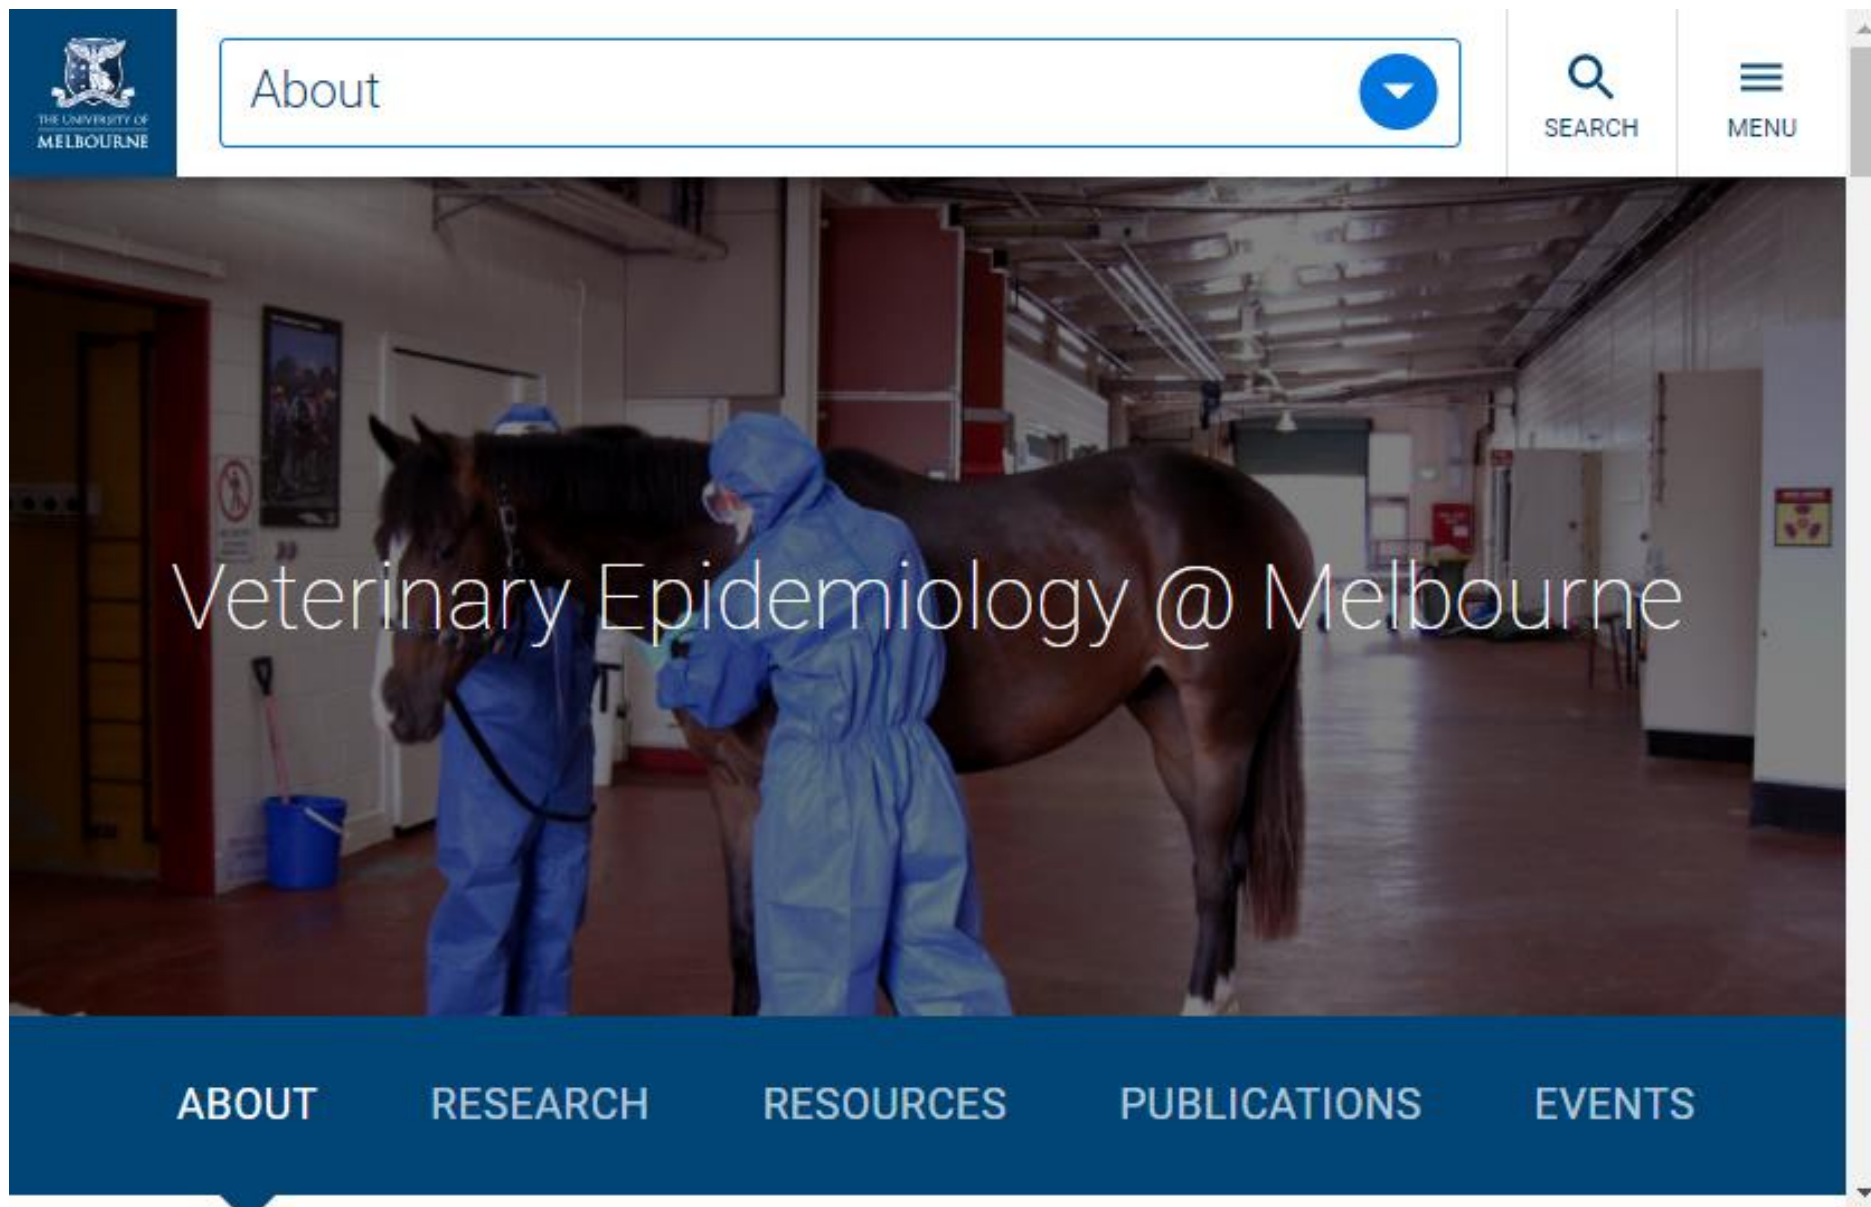 THE UNIVERSITY OF
MELBOURNE
About
SEARCH
MENU
Veterinary Epidemiology @ Melbourne
ABOUT
RESEARCH
RESOURCES
PUBLICATIONS
EVENTS